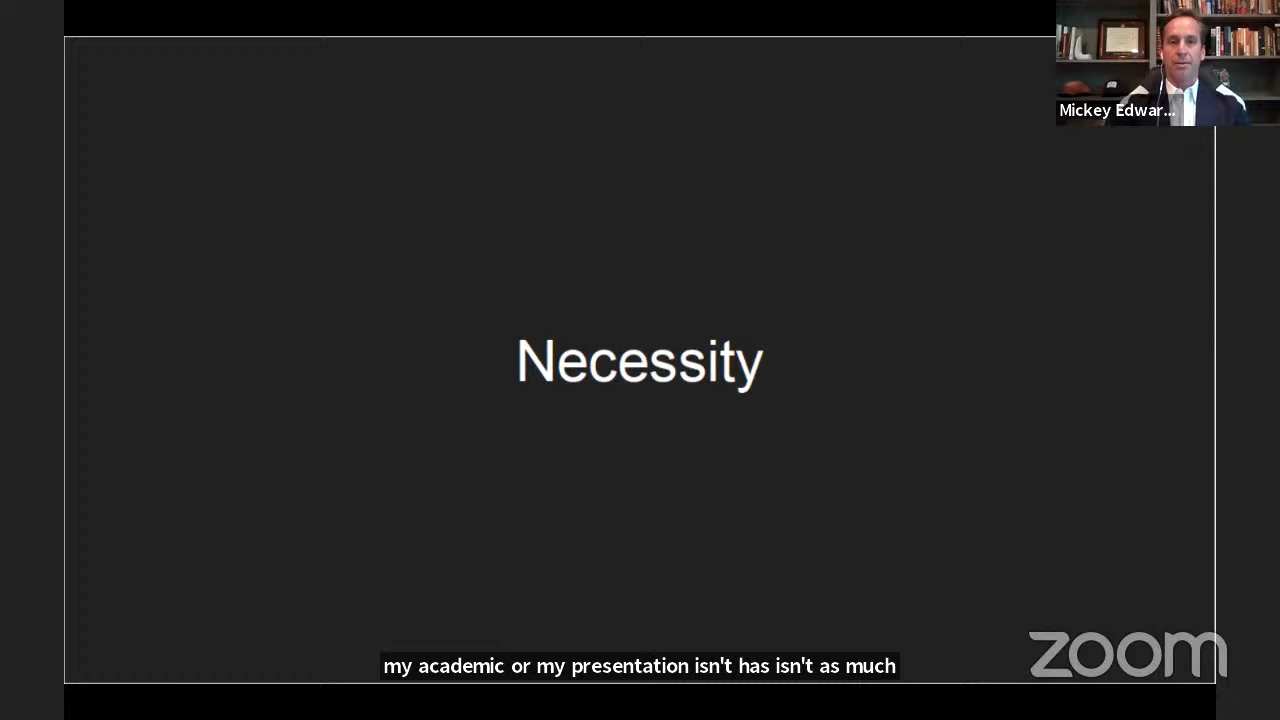 Mickey Edwar...
Necessity
my academic or my presentation isn't has isn't as much
zoom